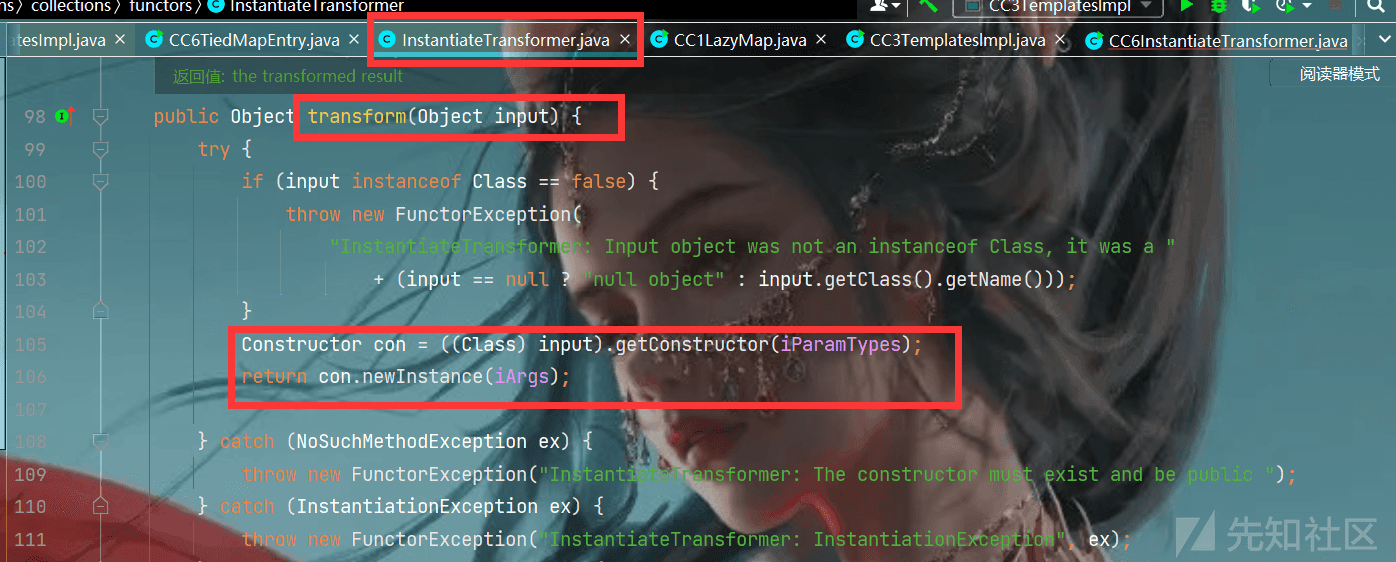 ns〉collections〉functors〉InstantiateTransformer
CC3TemplatesImpl
atesImpl.java × CC6TiedMapEntry.java × InstantiateTransformer.java × CC1LazyMap.java × CC3TemplatesImpl.java × CC6InstantiateTransformer.java
返回值: the transformed result
阅读器模式
98 public Object transform(Object input) {
99 try {
100 if (input instanceof Class == false) {
101 throw new FunctorException(
102 "InstantiateTransformer: Input object was not an instanceof Class, it was a "
103 + (input == null ? "null object" : input.getClass().getName()));
104 }
105 Constructor con = ((Class) input).getConstructor(iParamTypes);
106 return con.newInstance(iArgs);
107
108 } catch (NoSuchMethodException ex) {
109 throw new FunctorException("InstantiateTransformer: The constructor must exist and be public ");
110 } catch (InstantiationException ex) {
111 throw new FunctorException("InstantiateTransformer: InstantiationException", ex);
先知社区